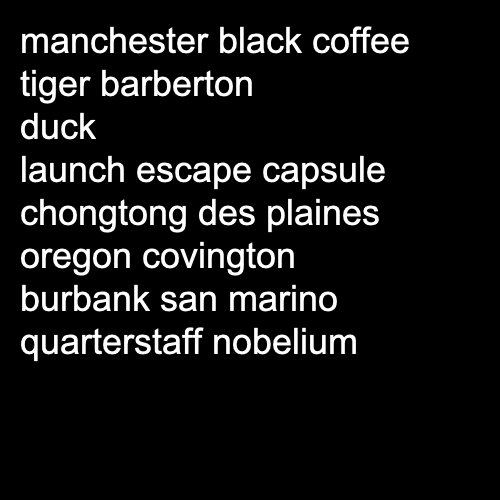 manchester black coffee
tiger barberton
duck
launch escape capsule
chongtong des plaines
oregon covington
burbank san marino
quarterstaff nobelium